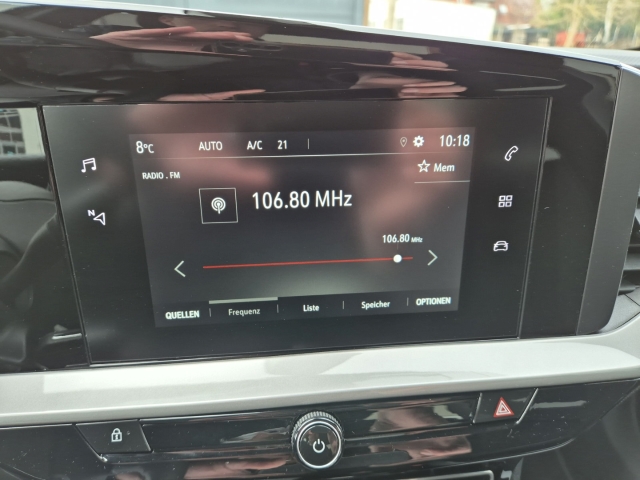 8°C AUTO A/C 21 10:18
RADIO . FM
Mem
106.80 MHz
N
106.80 MHz
QUELLEN Frequenz Liste Speicher OPTIONEN